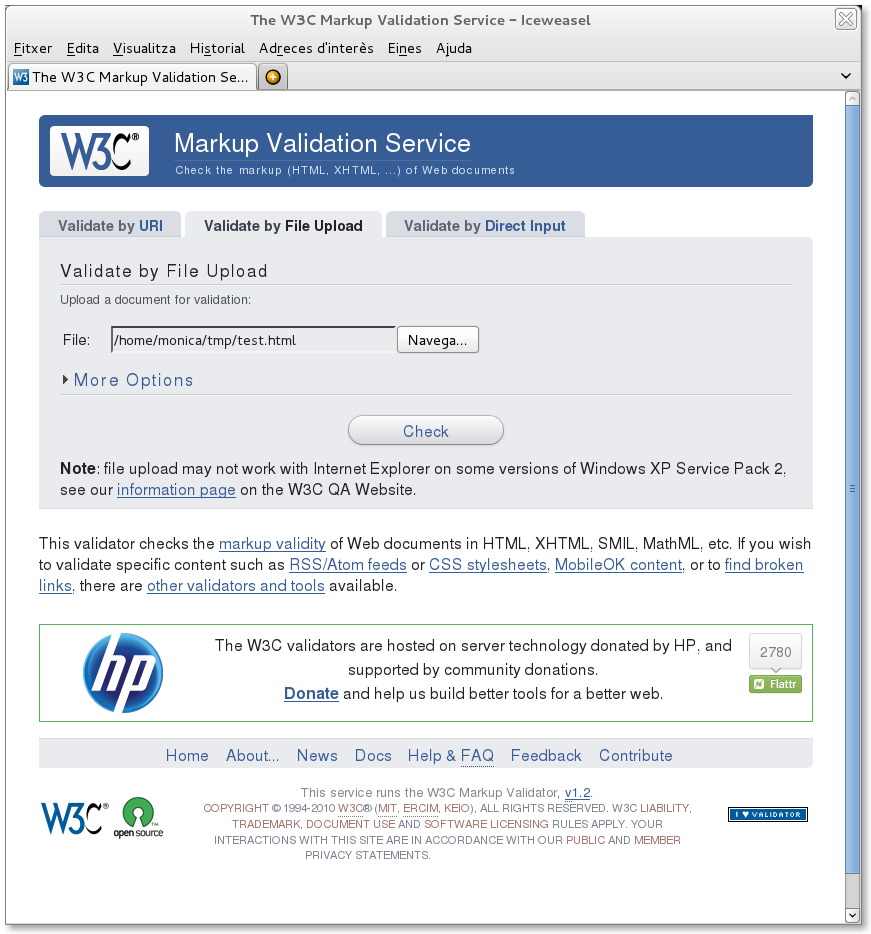 The W3C Markup Validation Service – Iceweasel
Fitxer Edita Visualitza Historial Adreces d'interès Eines Ajuda
W3 The W3C Markup Validation Se...
W3C® Markup Validation Service
Check the markup (HTML, XHTML, ...) of Web documents
Validate by URI Validate by File Upload Validate by Direct Input
Validate by File Upload
Upload a document for validation:
File: /home/monica/tmp/test.html Navega...
More Options
Check
Note: file upload may not work with Internet Explorer on some versions of Windows XP Service Pack 2,
see our information page on the W3C QA Website.
This validator checks the markup validity of Web documents in HTML, XHTML, SMIL, MathML, etc. If you wish
to validate specific content such as RSS/Atom feeds or CSS stylesheets, MobileOK content, or to find broken
links, there are other validators and tools available.
hp
The W3C validators are hosted on server technology donated by HP, and
supported by community donations.
Donate and help us build better tools for a better web.
2780
Flattr
Home About... News Docs Help & FAQ Feedback Contribute
W3C® open source™
This service runs the W3C Markup Validator, v1.2.
COPYRIGHT © 1994-2010 W3C® (MIT, ERCIM, KEIO), ALL RIGHTS RESERVED. W3C LIABILITY,
TRADEMARK, DOCUMENT USE AND SOFTWARE LICENSING RULES APPLY. YOUR
INTERACTIONS WITH THIS SITE ARE IN ACCORDANCE WITH OUR PUBLIC AND MEMBER
PRIVACY STATEMENTS.
I ♥ VALIDATOR